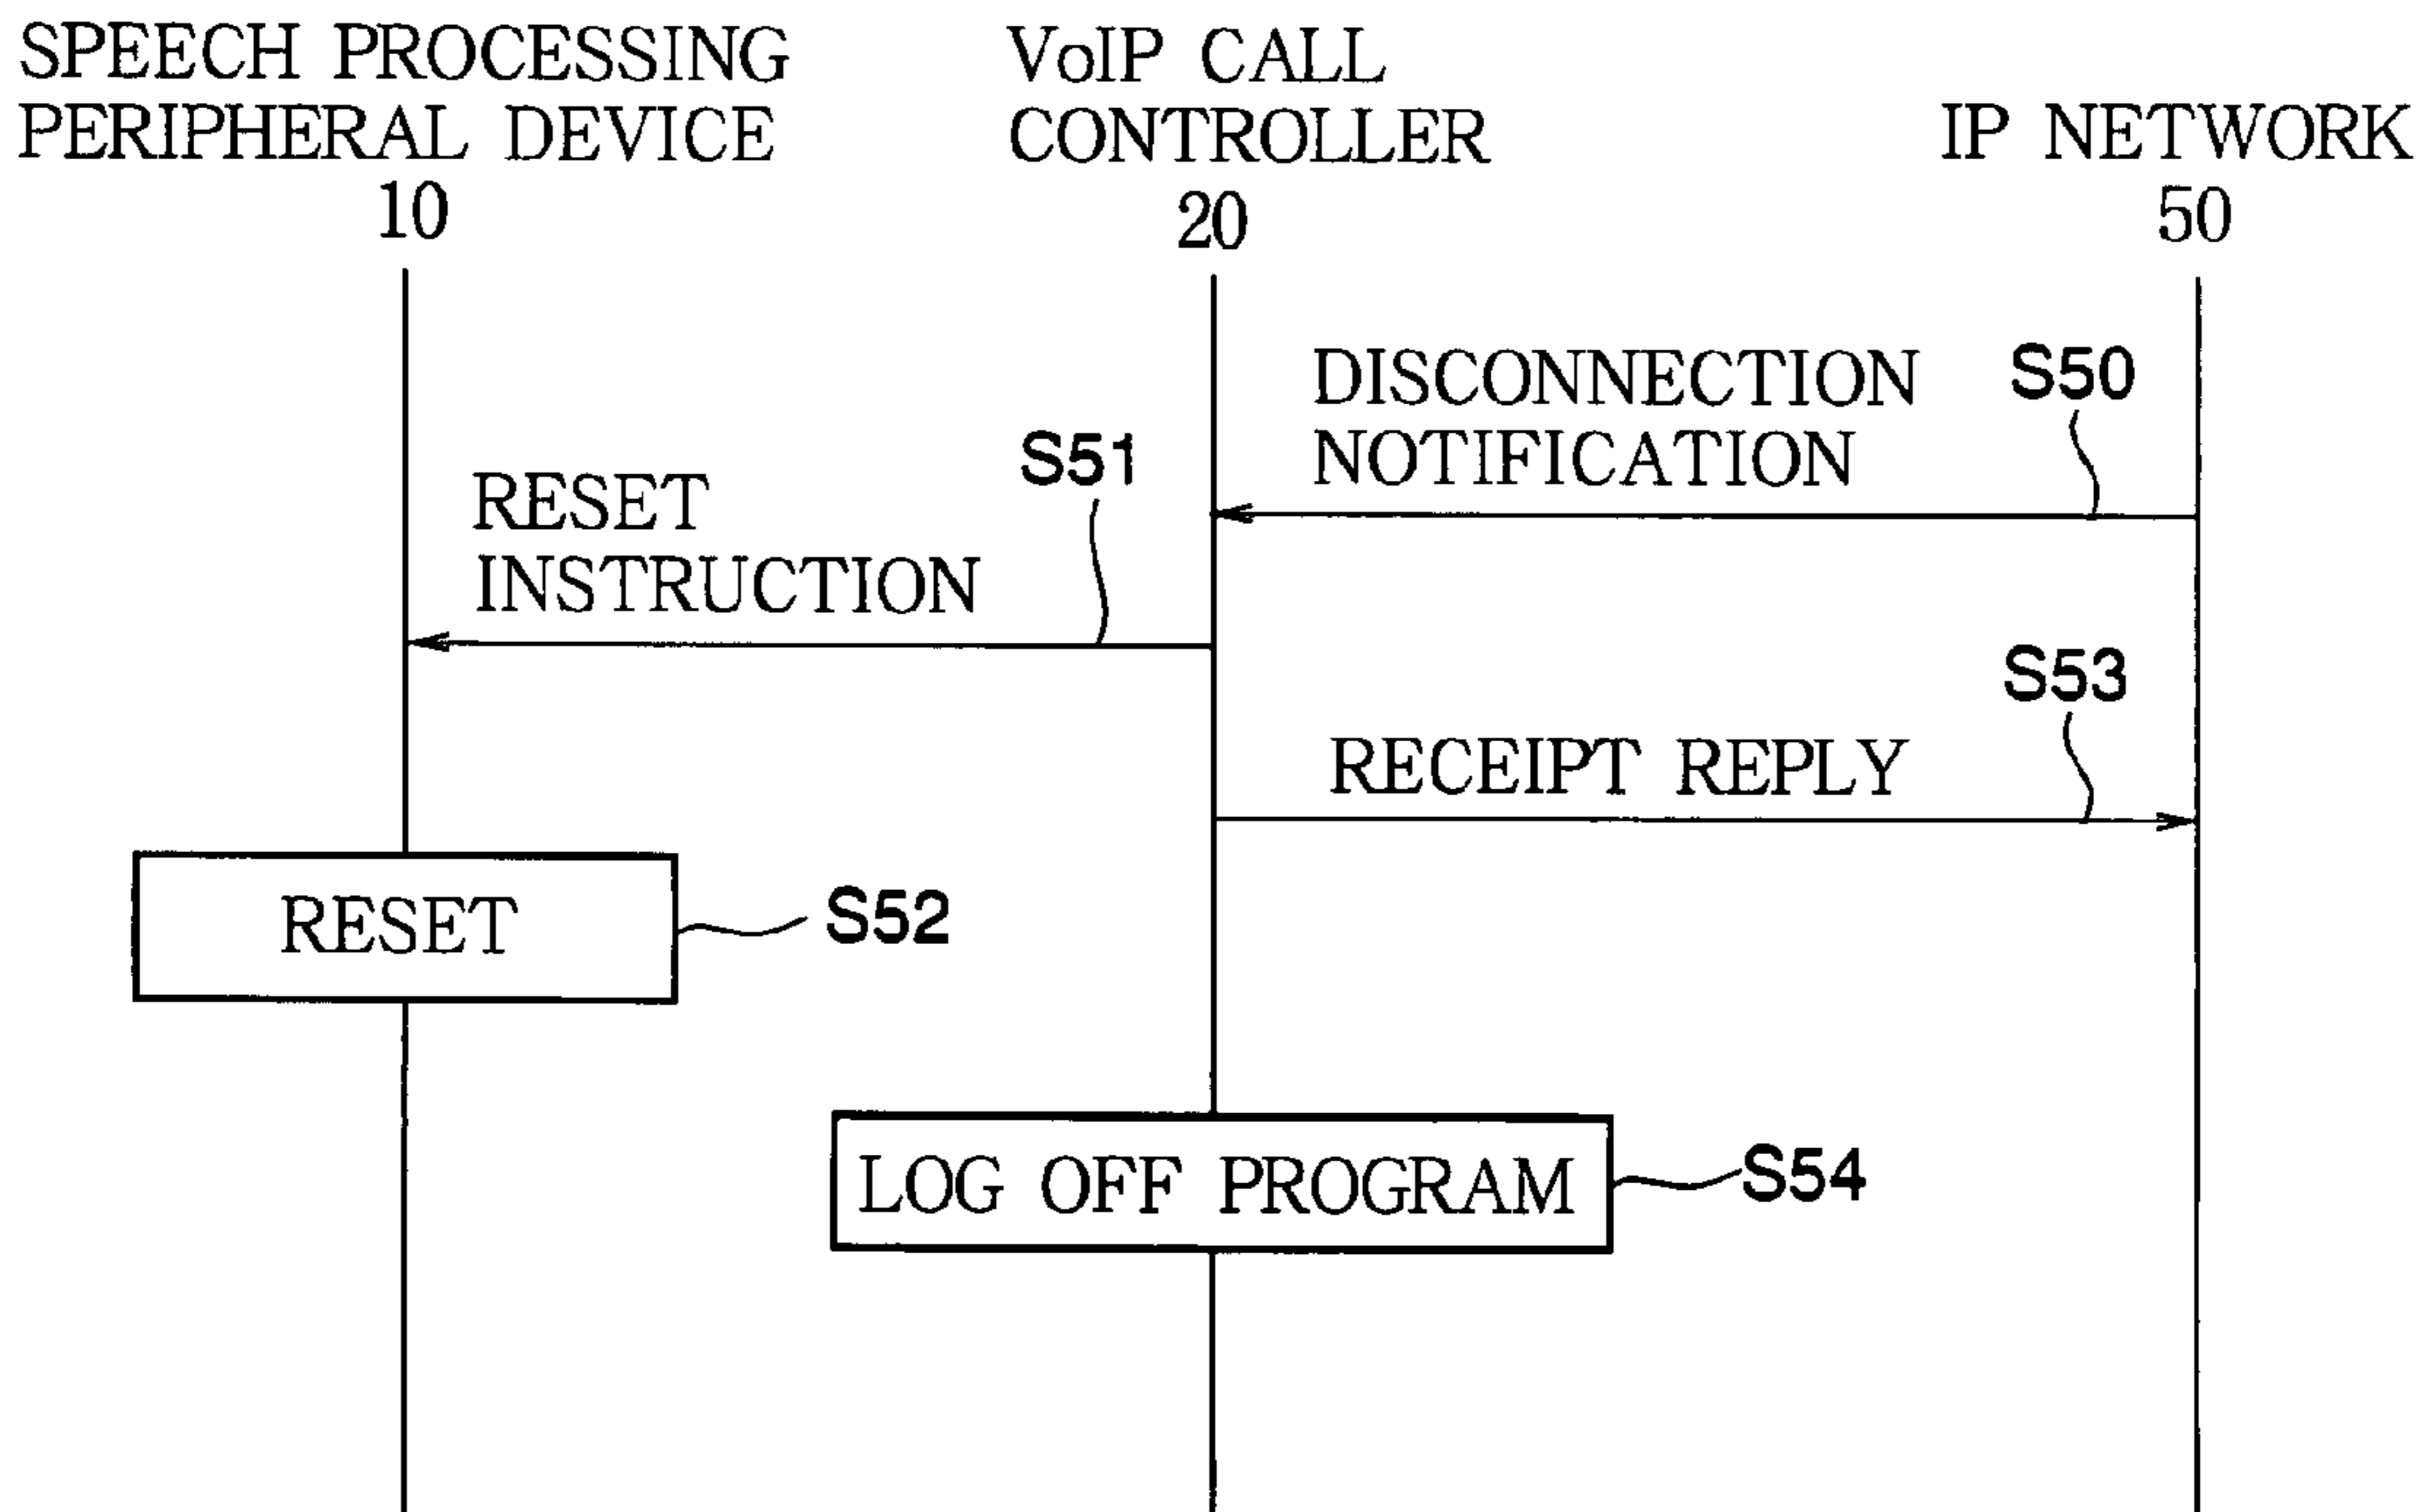 SPEECH PROCESSING
PERIPHERAL DEVICE
10
VoIP CALL
CONTROLLER
20
IP NETWORK
50
DISCONNECTION
NOTIFICATION
S50
S51
RESET
INSTRUCTION
S53
RECEIPT REPLY
RESET
S52
LOG OFF PROGRAM
S54